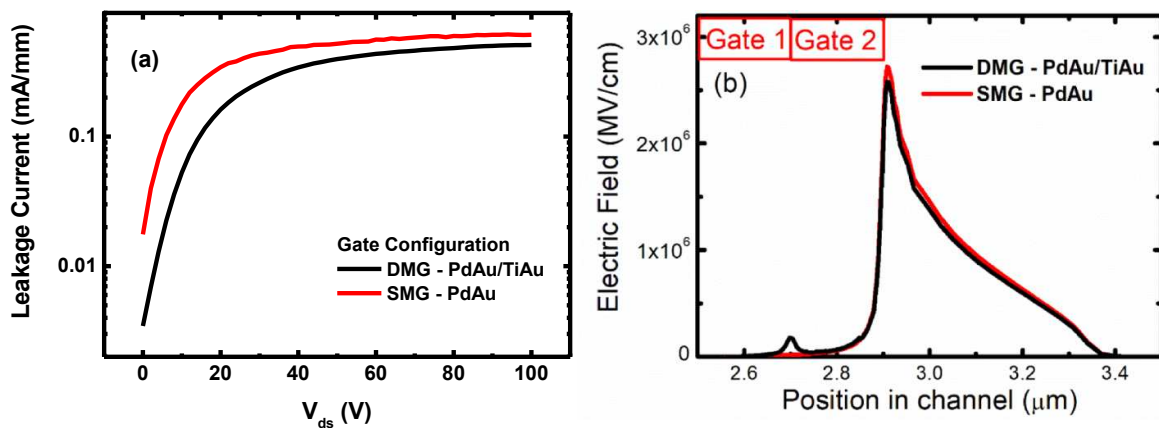 (a)
Leakage Current (mA/mm)
0.1
0.01
Gate Configuration
DMG - PdAu/TiAu
SMG - PdAu
0 20 40 60 80 100
V_ds (V)
Gate 1 Gate 2
(b)
DMG - PdAu/TiAu
SMG - PdAu
Electric Field (MV/cm)
3x10^6
2x10^6
1x10^6
0
2.6 2.8 3.0 3.2 3.4
Position in channel (μm)